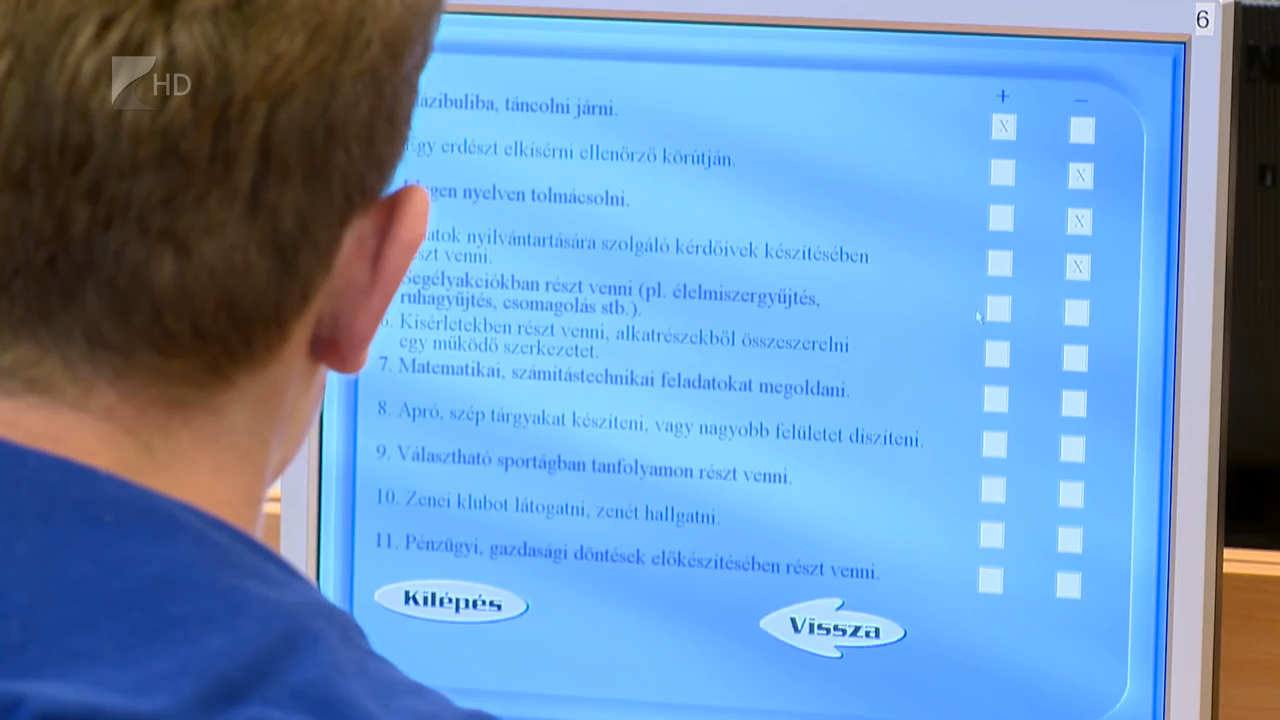 HD
6
+ –
házibuliba, táncolni járni. X
Egy erdészt elkísérni ellenőrző körútján. X
nyelven tolmácsolni. X
nyilvántartására szolgáló kérdőívek készítésében X
venni.
Segélyakciókban részt venni (pl. élelmiszergyűjtés,
ruhagyűjtés, csomagolás stb.).
6. Kísérletekben részt venni, alkatrészekből összeszerelni
egy működő szerkezetet.
7. Matematikai, számítástechnikai feladatokat megoldani.
8. Apró, szép tárgyakat készíteni, vagy nagyobb felületet díszíteni.
9. Választható sportágban tanfolyamon részt venni.
10. Zenei klubot látogatni, zenét hallgatni.
11. Pénzügyi, gazdasági döntések előkészítésében részt venni.
Kilépés
Vissza